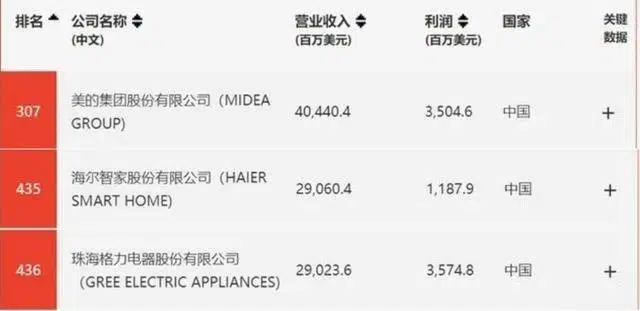 排名 公司名称 营业收入 利润 国家 关键
(中文) (百万美元) (百万美元) 数据
307 美的集团股份有限公司（MIDEA GROUP) 40,440.4 3,504.6 中国 +
435 海尔智家股份有限公司（HAIER SMART HOME) 29,060.4 1,187.9 中国 +
436 珠海格力电器股份有限公司（GREE ELECTRIC APPLIANCES) 29,023.6 3,574.8 中国 +